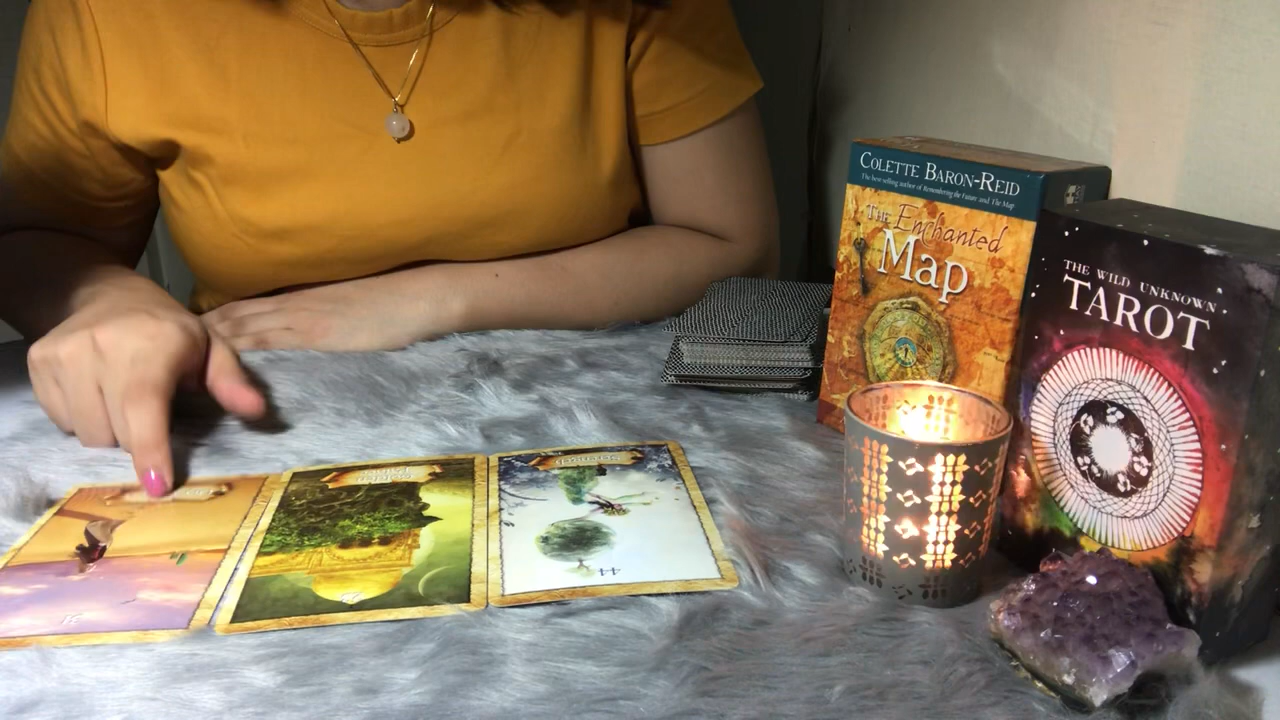 COLETTE BARON-REID
The best-selling author of Remembering the Future and The Map
THE Enchanted
Map
THE WILD UNKNOWN
TAROT
44